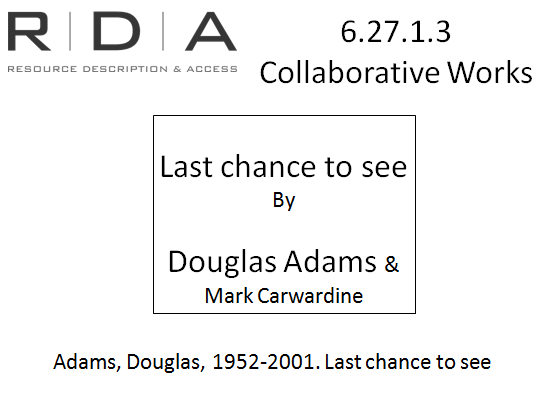 R | D | A
RESOURCE DESCRIPTION & ACCESS
6.27.1.3
Collaborative Works
Last chance to see
By
Douglas Adams &
Mark Carwardine
Adams, Douglas, 1952-2001. Last chance to see